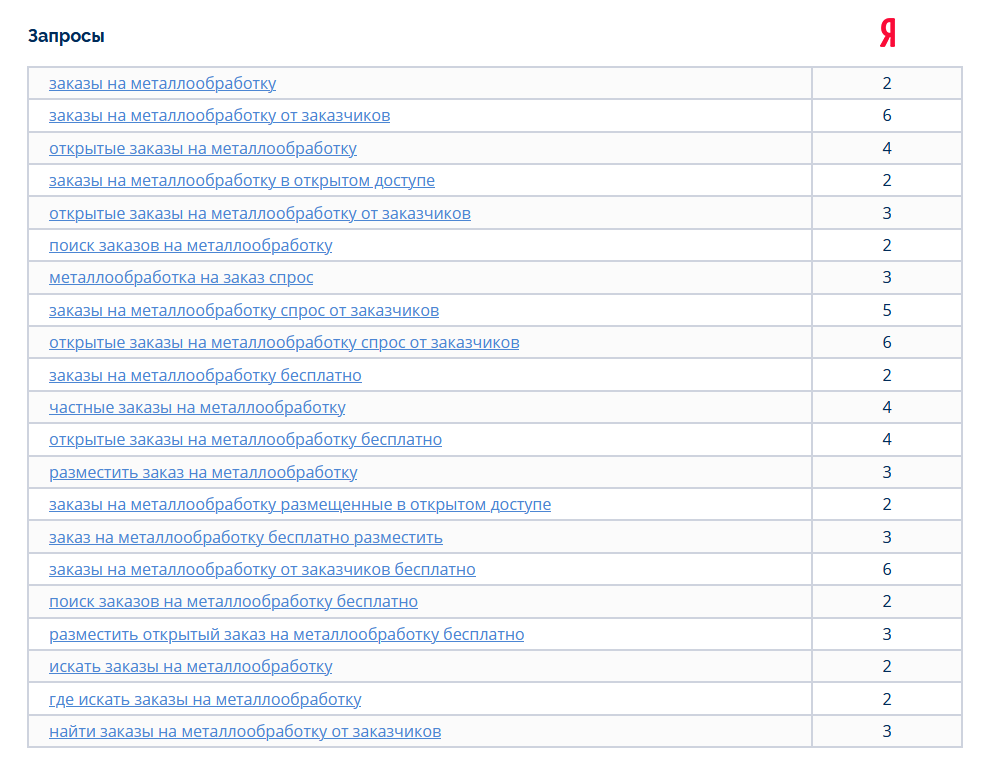 Запросы Я
заказы на металлообработку 2
заказы на металлообработку от заказчиков 6
открытые заказы на металлообработку 4
заказы на металлообработку в открытом доступе 2
открытые заказы на металлообработку от заказчиков 3
поиск заказов на металлообработку 2
металлообработка на заказ спрос 3
заказы на металлообработку спрос от заказчиков 5
открытые заказы на металлообработку спрос от заказчиков 6
заказы на металлообработку бесплатно 2
частные заказы на металлообработку 4
открытые заказы на металлообработку бесплатно 4
разместить заказ на металлообработку 3
заказы на металлообработку размещенные в открытом доступе 2
заказ на металлообработку бесплатно разместить 3
заказы на металлообработку от заказчиков бесплатно 6
поиск заказов на металлообработку бесплатно 2
разместить открытый заказ на металлообработку бесплатно 3
искать заказы на металлообработку 2
где искать заказы на металлообработку 2
найти заказы на металлообработку от заказчиков 3